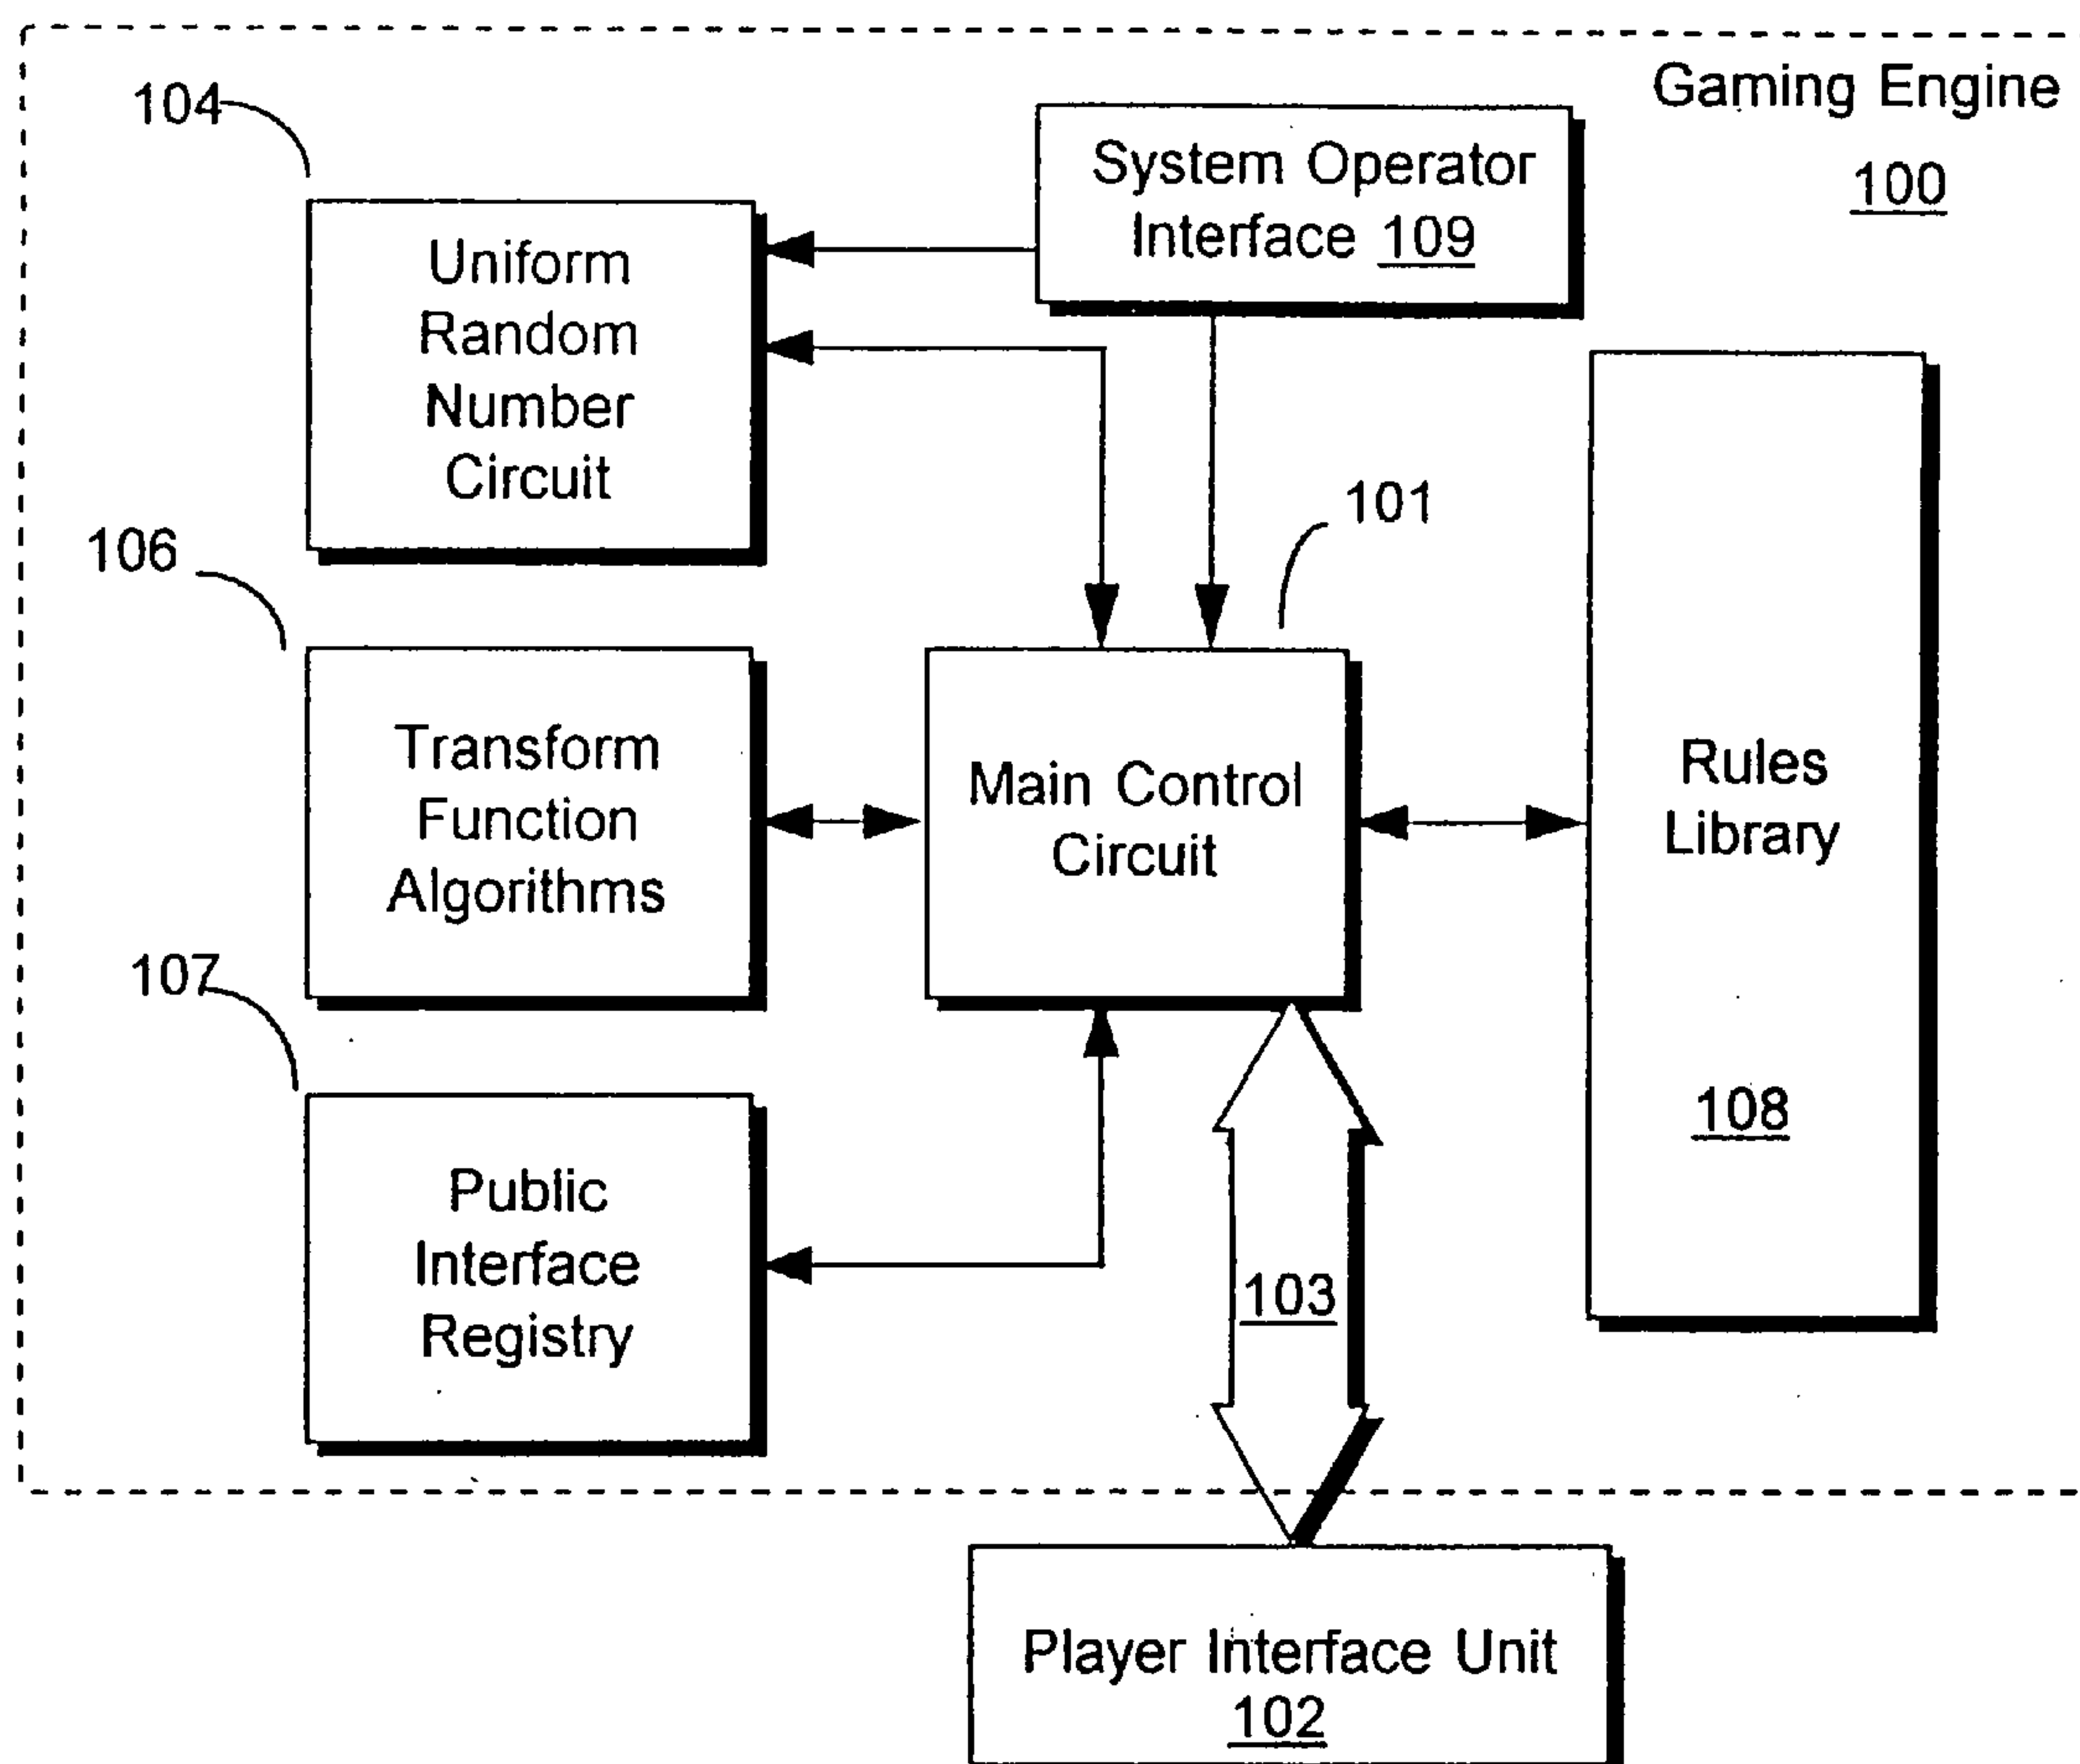 Gaming Engine
100
104
System Operator
Interface 109
Uniform
Random
Number
Circuit
101
106
Transform
Function
Algorithms
Main Control
Circuit
Rules
Library
108
107
Public
Interface
Registry
103
Player Interface Unit
102